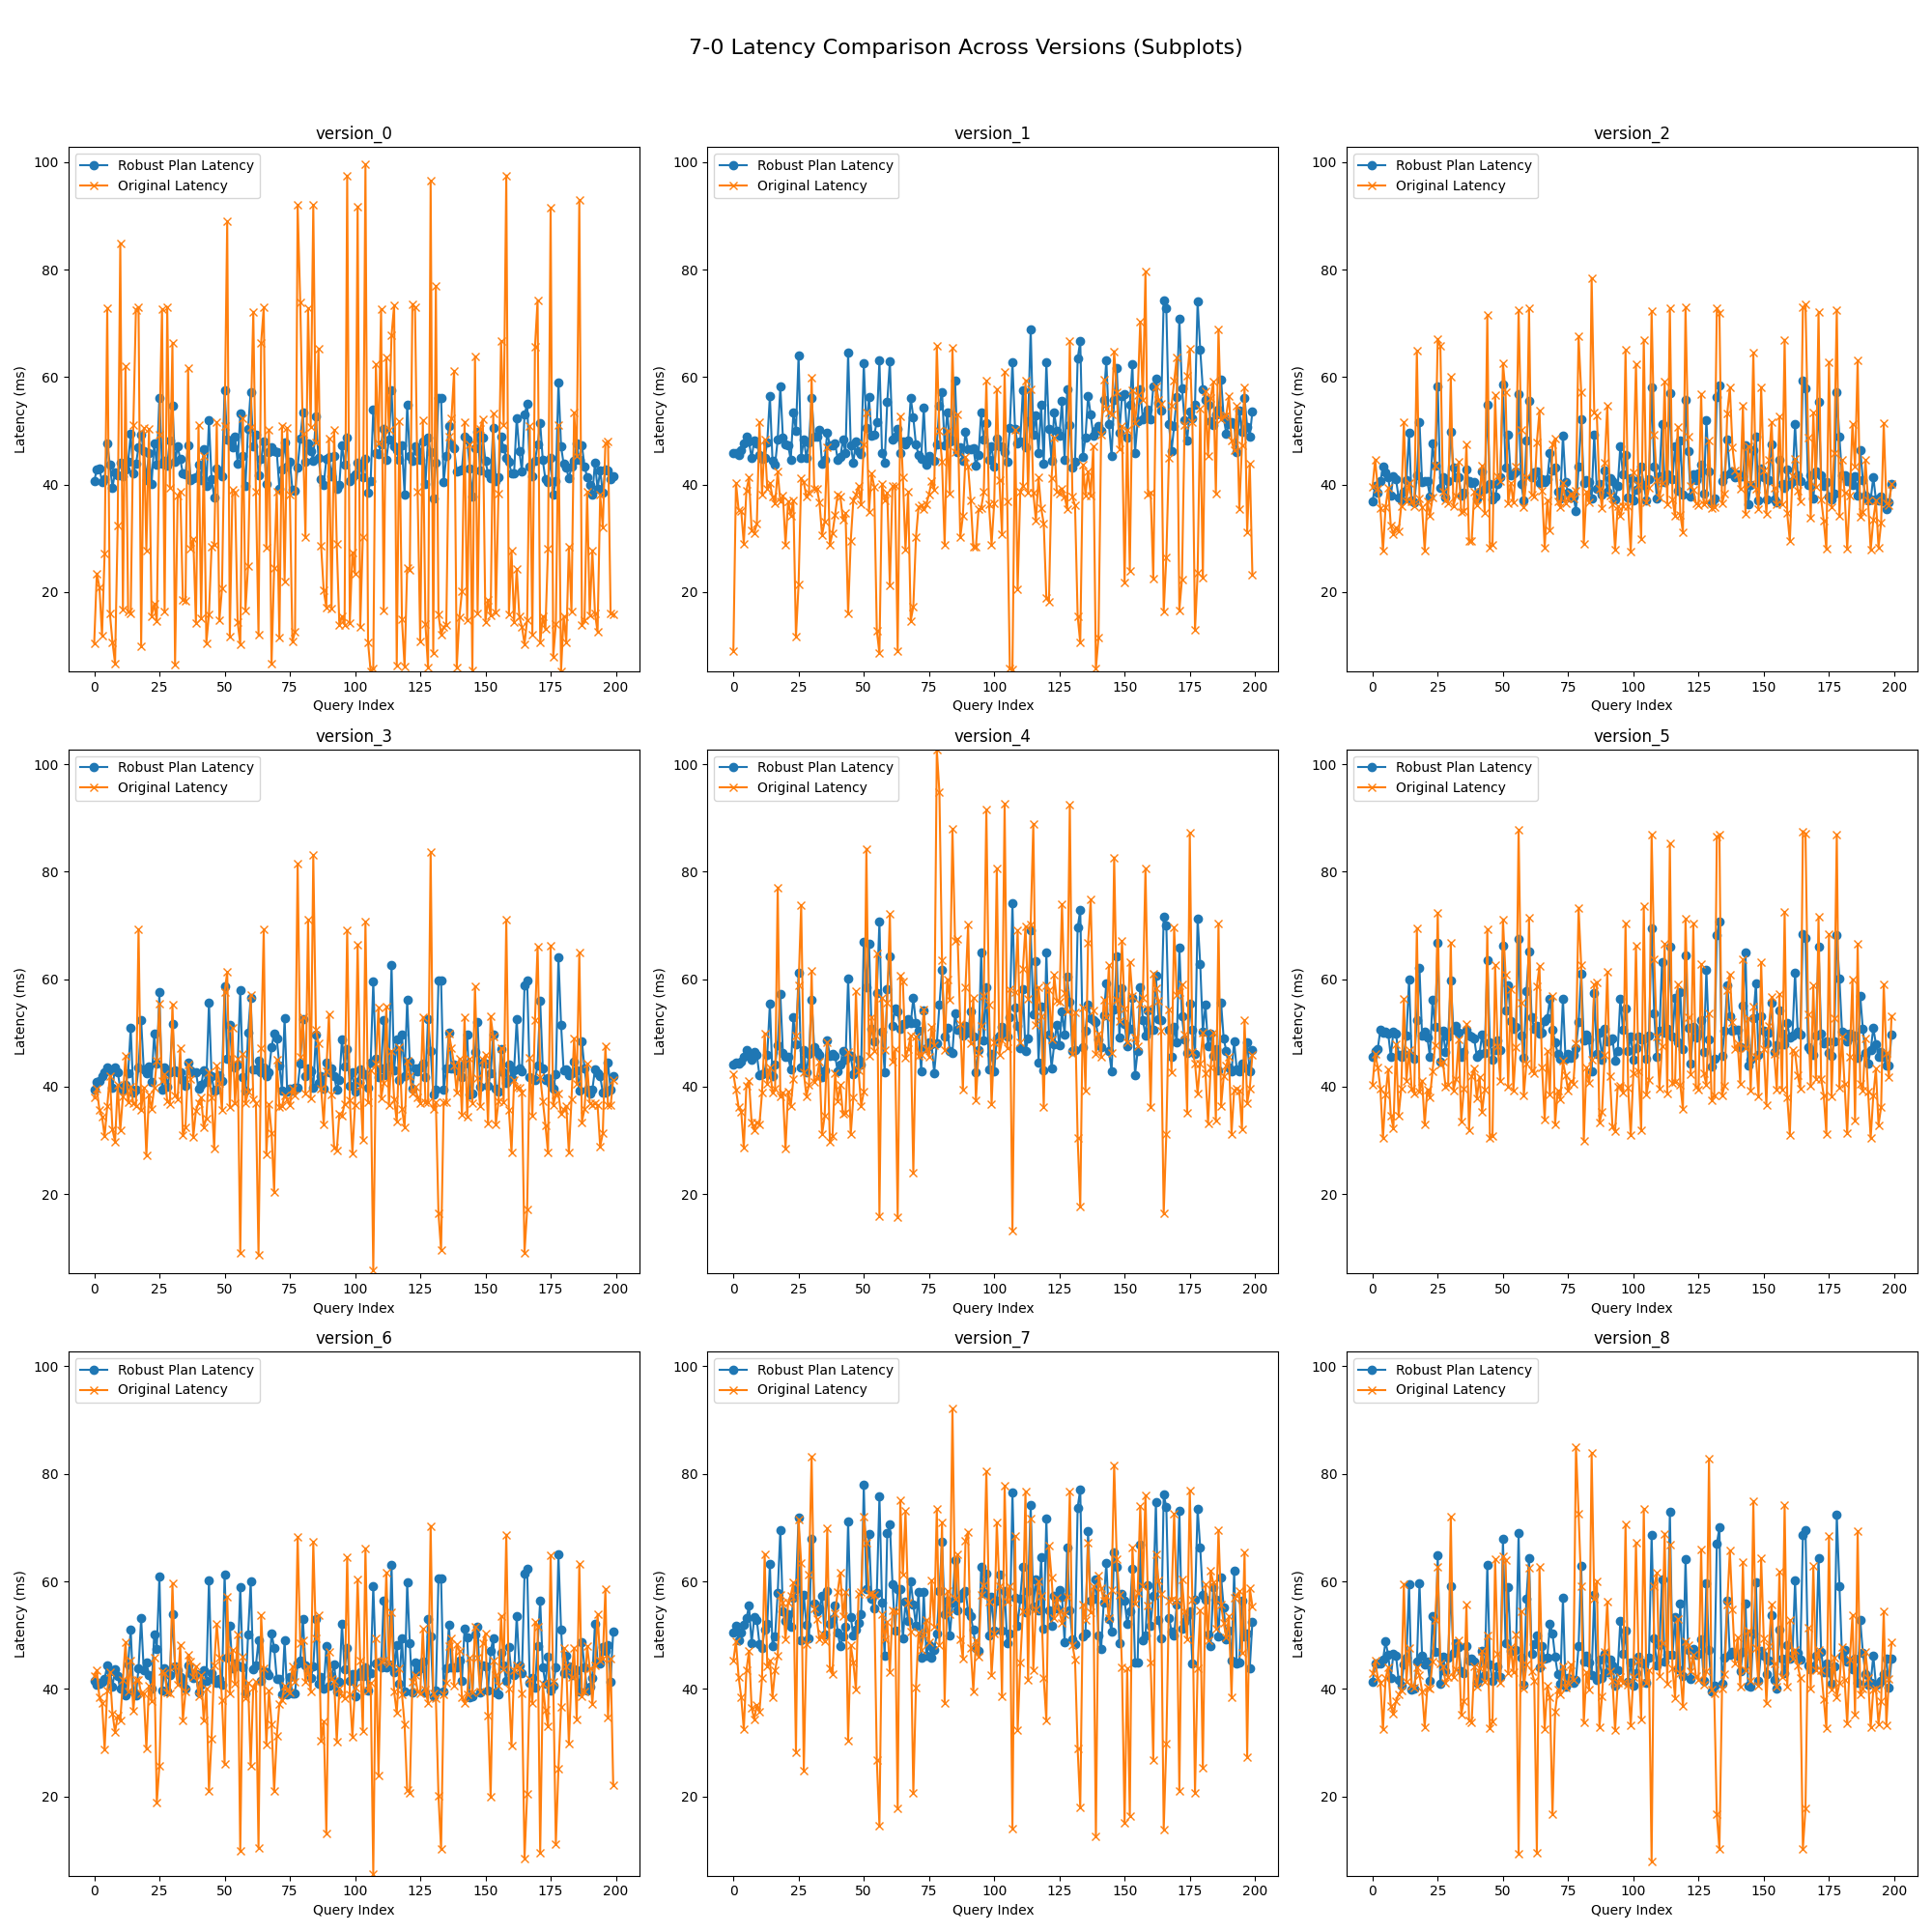 7-0 Latency Comparison Across Versions (Subplots)
version_0
Robust Plan Latency
Original Latency
100
80
60
40
20
Latency (ms)
0 25 50 75 100 125 150 175 200
Query Index
version_1
Robust Plan Latency
Original Latency
100
80
60
40
20
Latency (ms)
0 25 50 75 100 125 150 175 200
Query Index
version_2
Robust Plan Latency
Original Latency
100
80
60
40
20
Latency (ms)
0 25 50 75 100 125 150 175 200
Query Index
version_3
Robust Plan Latency
Original Latency
100
80
60
40
20
Latency (ms)
0 25 50 75 100 125 150 175 200
Query Index
version_4
Robust Plan Latency
Original Latency
100
80
60
40
20
Latency (ms)
0 25 50 75 100 125 150 175 200
Query Index
version_5
Robust Plan Latency
Original Latency
100
80
60
40
20
Latency (ms)
0 25 50 75 100 125 150 175 200
Query Index
version_6
Robust Plan Latency
Original Latency
100
80
60
40
20
Latency (ms)
0 25 50 75 100 125 150 175 200
Query Index
version_7
Robust Plan Latency
Original Latency
100
80
60
40
20
Latency (ms)
0 25 50 75 100 125 150 175 200
Query Index
version_8
Robust Plan Latency
Original Latency
100
80
60
40
20
Latency (ms)
0 25 50 75 100 125 150 175 200
Query Index